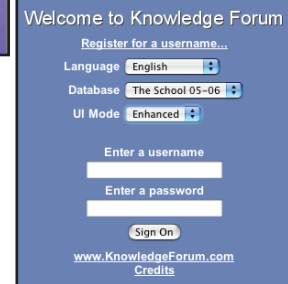 Welcome to Knowledge Forum
Register for a username...
Language English
Database The School 05-06
UI Mode Enhanced
Enter a username
Enter a password
Sign On
www.KnowledgeForum.com
Credits